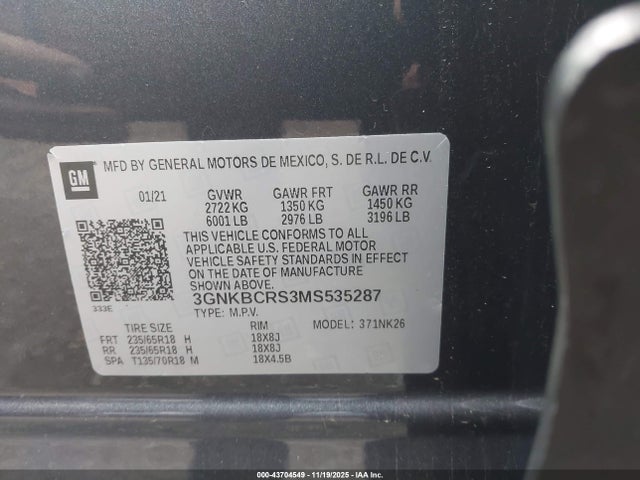 GM MFD BY GENERAL MOTORS DE MEXICO, S. DE R.L. DE C.V.
01/21 GVWR GAWR FRT GAWR RR
2722 KG 1350 KG 1450 KG
6001 LB 2976 LB 3196 LB
THIS VEHICLE CONFORMS TO ALL
APPLICABLE U.S. FEDERAL MOTOR
VEHICLE SAFETY STANDARDS IN EFFECT
ON THE DATE OF MANUFACTURE
SHOWN ABOVE.
333E 3GNKBCRS3MS535287
TYPE: M.P.V. MODEL: 371NK26
TIRE SIZE RIM
FRT 235/65R18 H 18X8J
RR 235/65R18 H 18X8J
SPA T135/70R18 M 18X4.5B
000-43704549 - 11/19/2025 - IAA Inc.